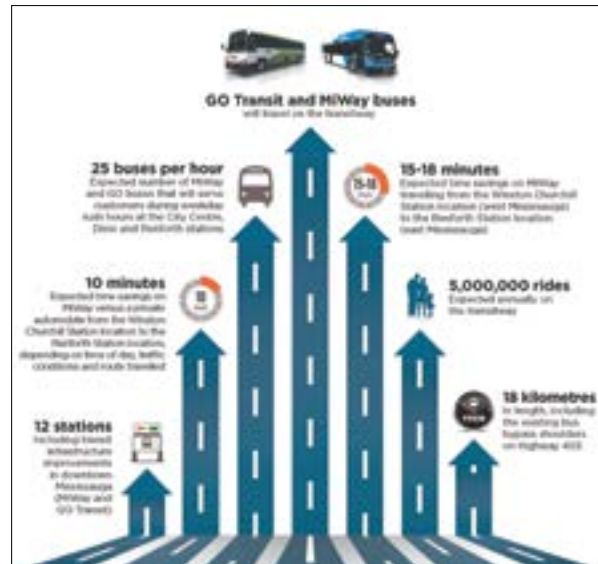 GO Transit and MiWay buses
will travel on the transitway
25 buses per hour
Expected number of MiWay
and GO buses that will serve
customers during weekday
rush hours at the City Centre,
Dixie and Renforth stations
15-18
15-18 minutes
Expected time savings on MiWay
travelling from the Winston Churchill
Station location (west Mississauga)
to the Renforth Station location
(east Mississauga)
10 minutes
Expected time savings on
MiWay versus a private
automobile from the Winston
Churchill Station location to the
Renforth Station location,
depending on time of day, traffic
conditions and route travelled
10
5,000,000 rides
Expected annually on
the transitway
12 stations
Including transit
infrastructure
improvements
in downtown
Mississauga
(MiWay and
GO Transit)
18 kilometres
in length, including
the existing bus
bypass shoulders
on Highway 403